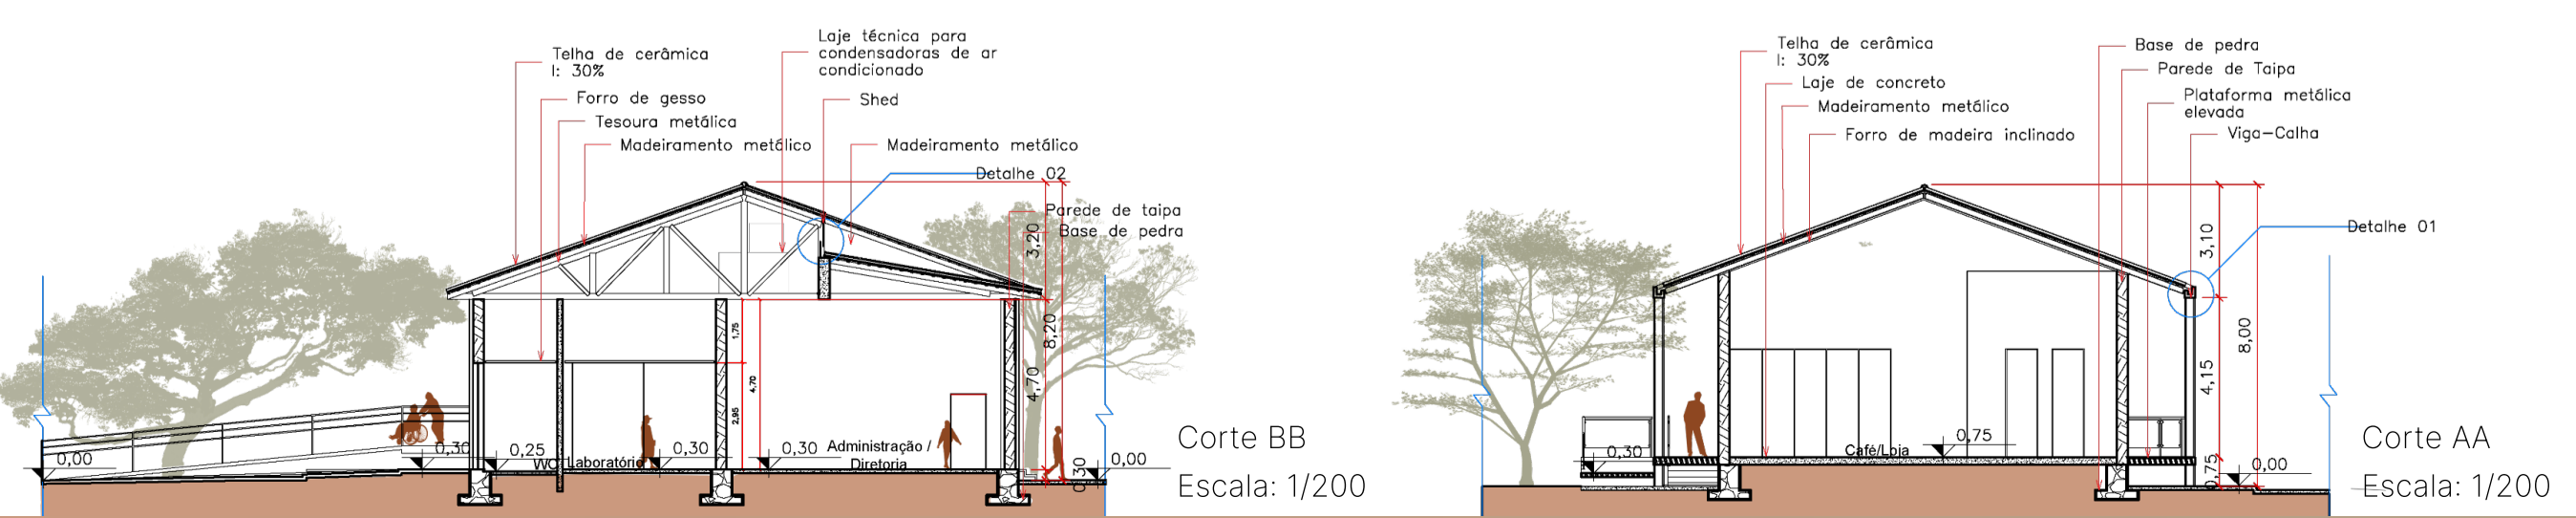 Telha de cerâmica
I: 30%
Forro de gesso
Tesoura metálica
Madeiramento metálico
Laje técnica para
condensadoras de ar
condicionado
Shed
Madeiramento metálico
Detalhe 02
Parede de taipa
Base de pedra
3,20
8,20
4,70
0,30
1,75
4,70
2,95
0,00
0,30
0,25
WC
Laboratório
0,30
0,30
Administração /
Diretoria
0,00
Corte BB
Escala: 1/200
Telha de cerâmica
I: 30%
Laje de concreto
Madeiramento metálico
Forro de madeira inclinado
Base de pedra
Parede de Taipa
Plataforma metálica
elevada
Viga-Calha
Detalhe 01
3,10
8,00
4,15
0,75
0,30
Café/Loja
0,75
0,00
Corte AA
Escala: 1/200